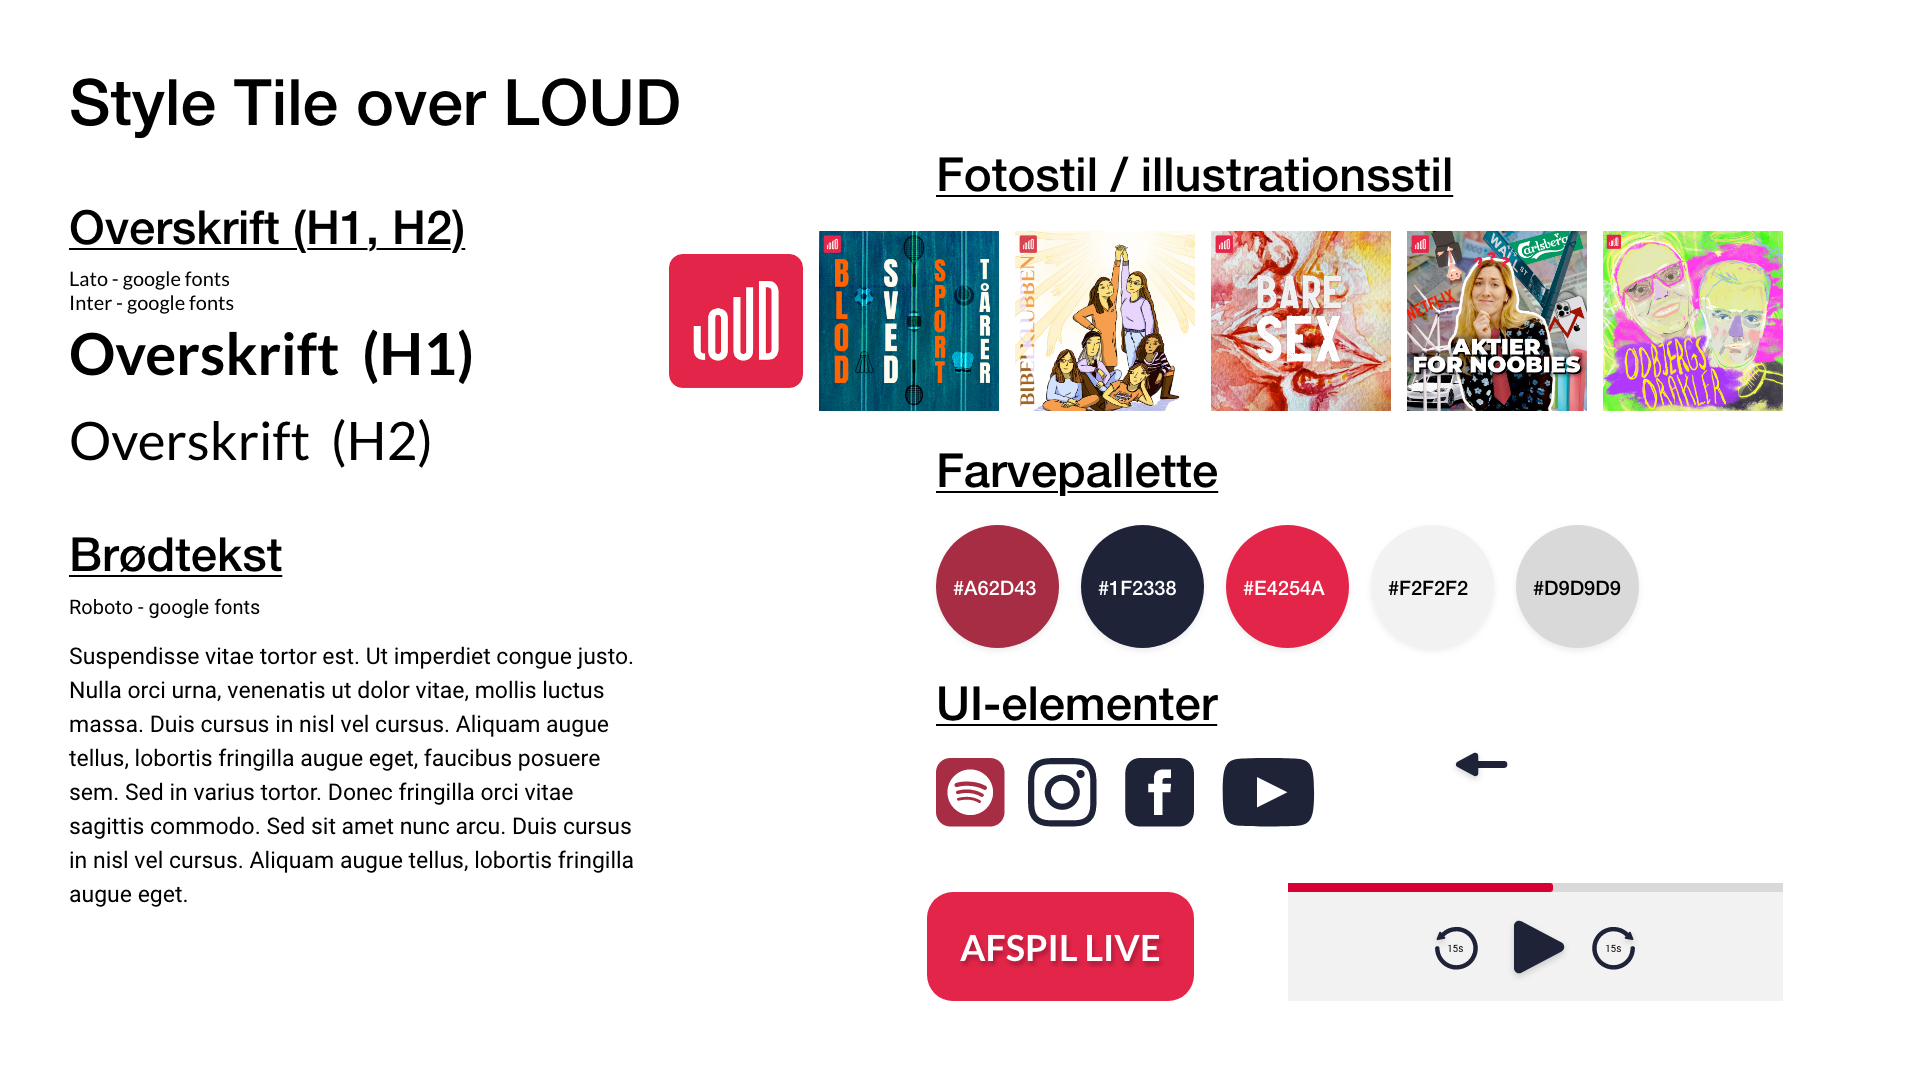 Style Tile over LOUD
Overskrift (H1, H2)
Lato - google fonts
Inter - google fonts
Overskrift (H1)
Overskrift (H2)
Brødtekst
Roboto - google fonts
Suspendisse vitae tortor est. Ut imperdiet congue justo.
Nulla orci urna, venenatis ut dolor vitae, mollis luctus
massa. Duis cursus in nisl vel cursus. Aliquam augue
tellus, lobortis fringilla augue eget, faucibus posuere
sem. Sed in varius tortor. Donec fringilla orci vitae
sagittis commodo. Sed sit amet nunc arcu. Duis cursus
in nisl vel cursus. Aliquam augue tellus, lobortis fringilla
augue eget.
Fotostil / illustrationsstil
LOUD
BLOD
SVED
SPORT
TÅRER
BIBELKLUBBEN
BARE
SEX
Carlsberg
NETFLIX
AKTIER
FOR NOOBIES
ODBJERGS
ORAKLER
Farvepallette
#A62D43
#1F2338
#E4254A
#F2F2F2
#D9D9D9
UI-elementer
AFSPIL LIVE
15s
15s